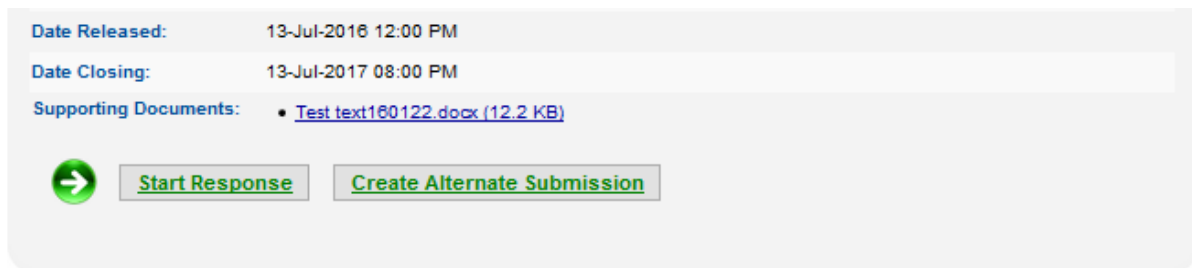 Date Released: 13-Jul-2016 12:00 PM
Date Closing: 13-Jul-2017 08:00 PM
Supporting Documents: • Test text160122.docx (12.2 KB)
Start Response Create Alternate Submission